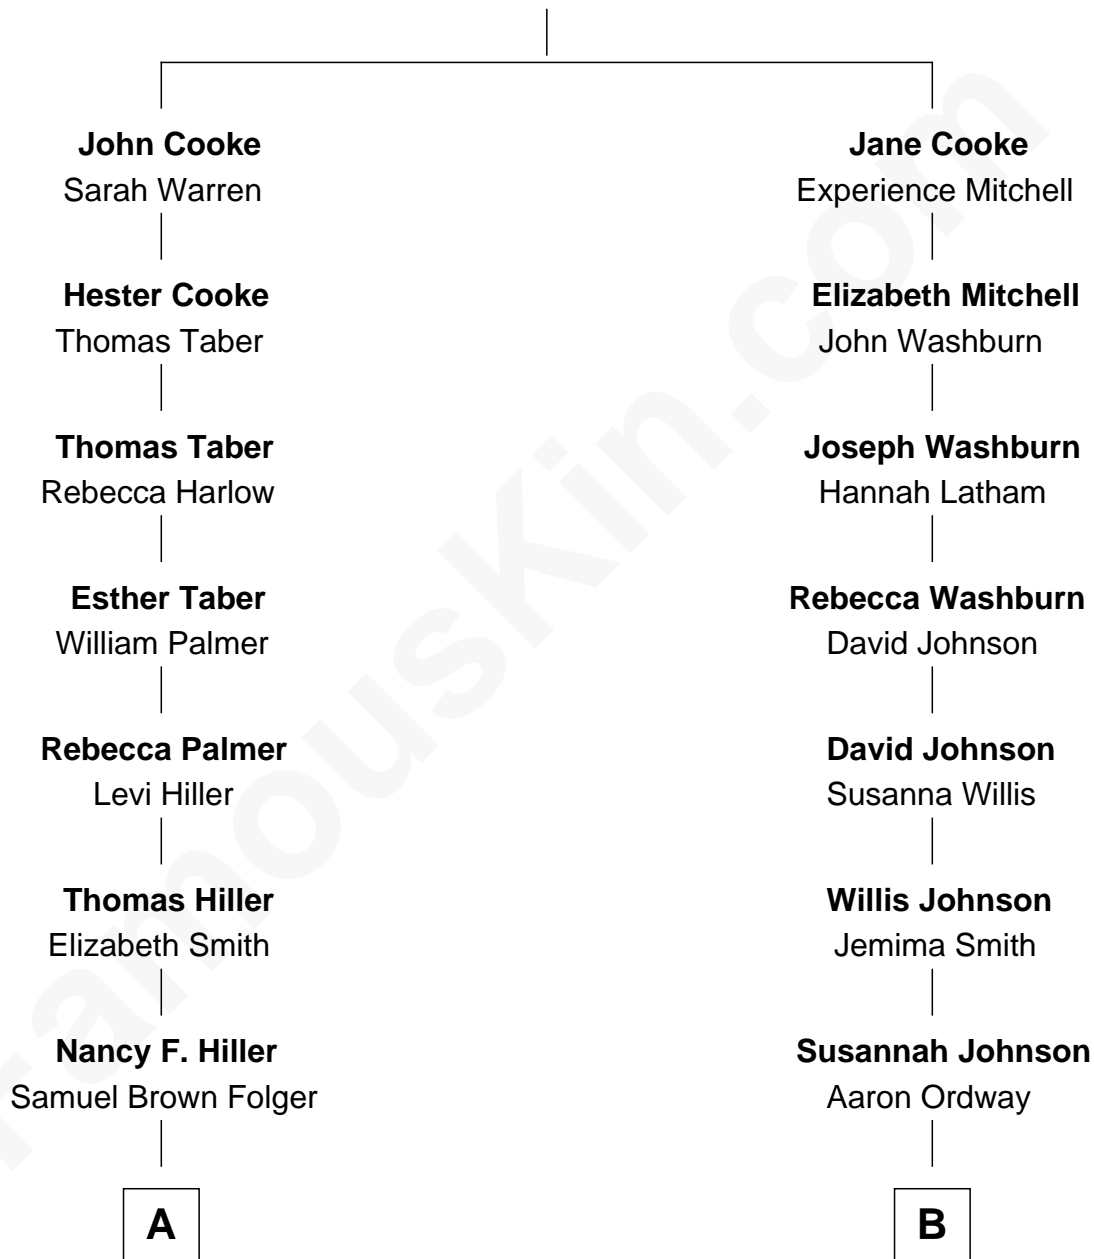 John Cooke
Sarah Warren
Hester Cooke
Thomas Taber
Thomas Taber
Rebecca Harlow
Esther Taber
William Palmer
Rebecca Palmer
Levi Hiller
Thomas Hiller
Elizabeth Smith
Nancy F. Hiller
Samuel Brown Folger
A
Jane Cooke
Experience Mitchell
Elizabeth Mitchell
John Washburn
Joseph Washburn
Hannah Latham
Rebecca Washburn
David Johnson
David Johnson
Susanna Willis
Willis Johnson
Jemima Smith
Susannah Johnson
Aaron Ordway
B
FamousKin.com